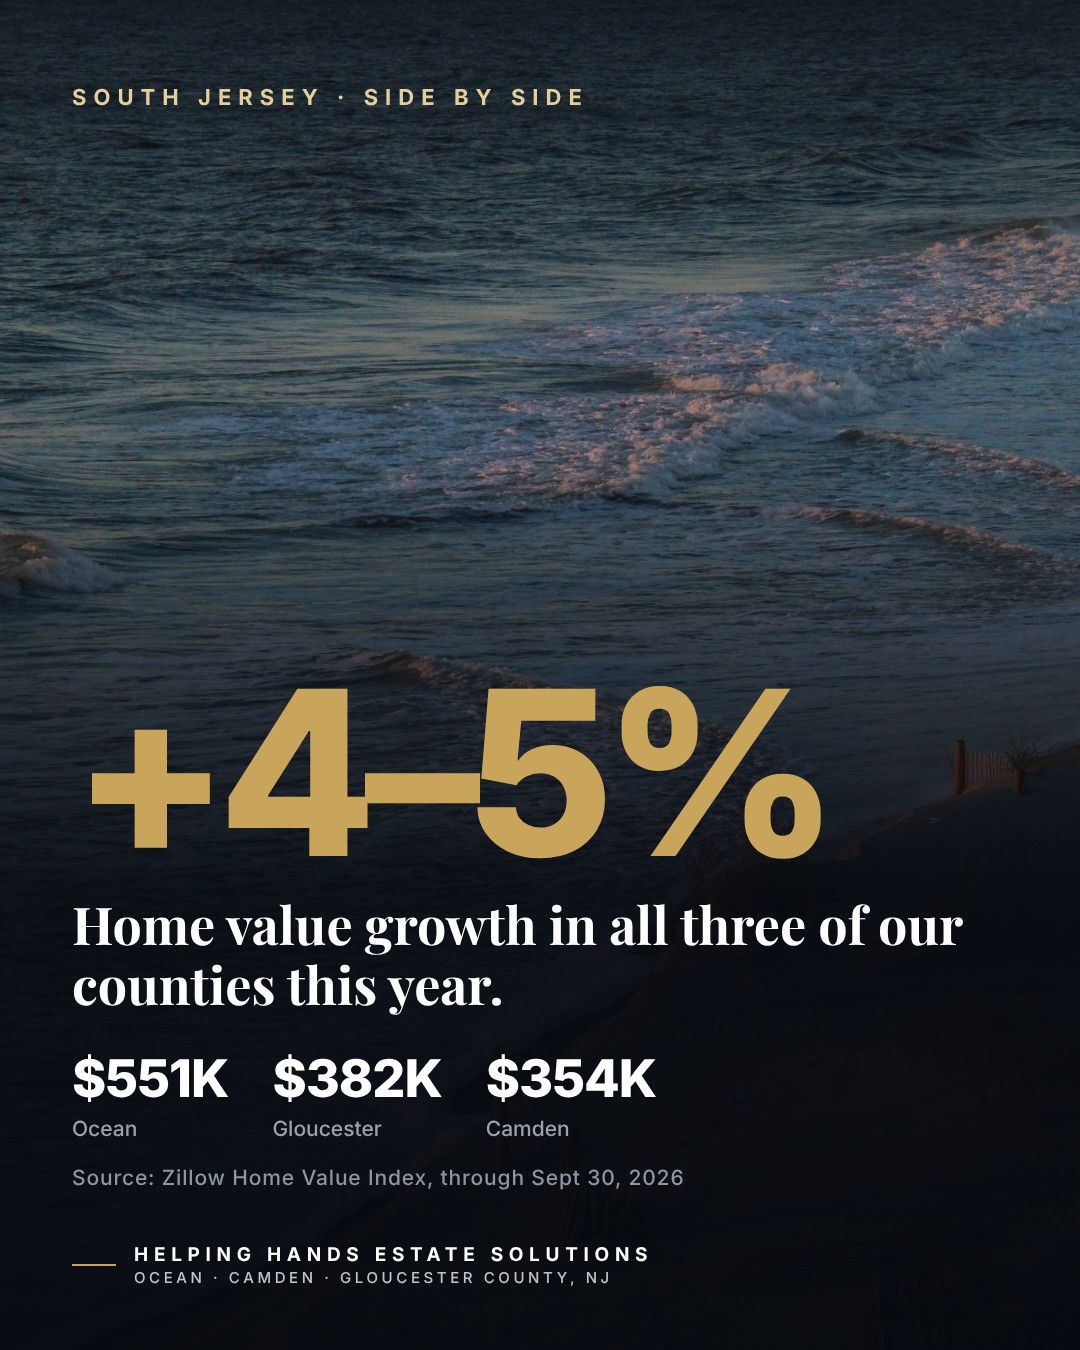 SOUTH JERSEY · SIDE BY SIDE
+4–5%
Home value growth in all three of our
counties this year.
$551K $382K $354K
Ocean Gloucester Camden
Source: Zillow Home Value Index, through Sept 30, 2026
HELPING HANDS ESTATE SOLUTIONS
OCEAN · CAMDEN · GLOUCESTER COUNTY, NJ